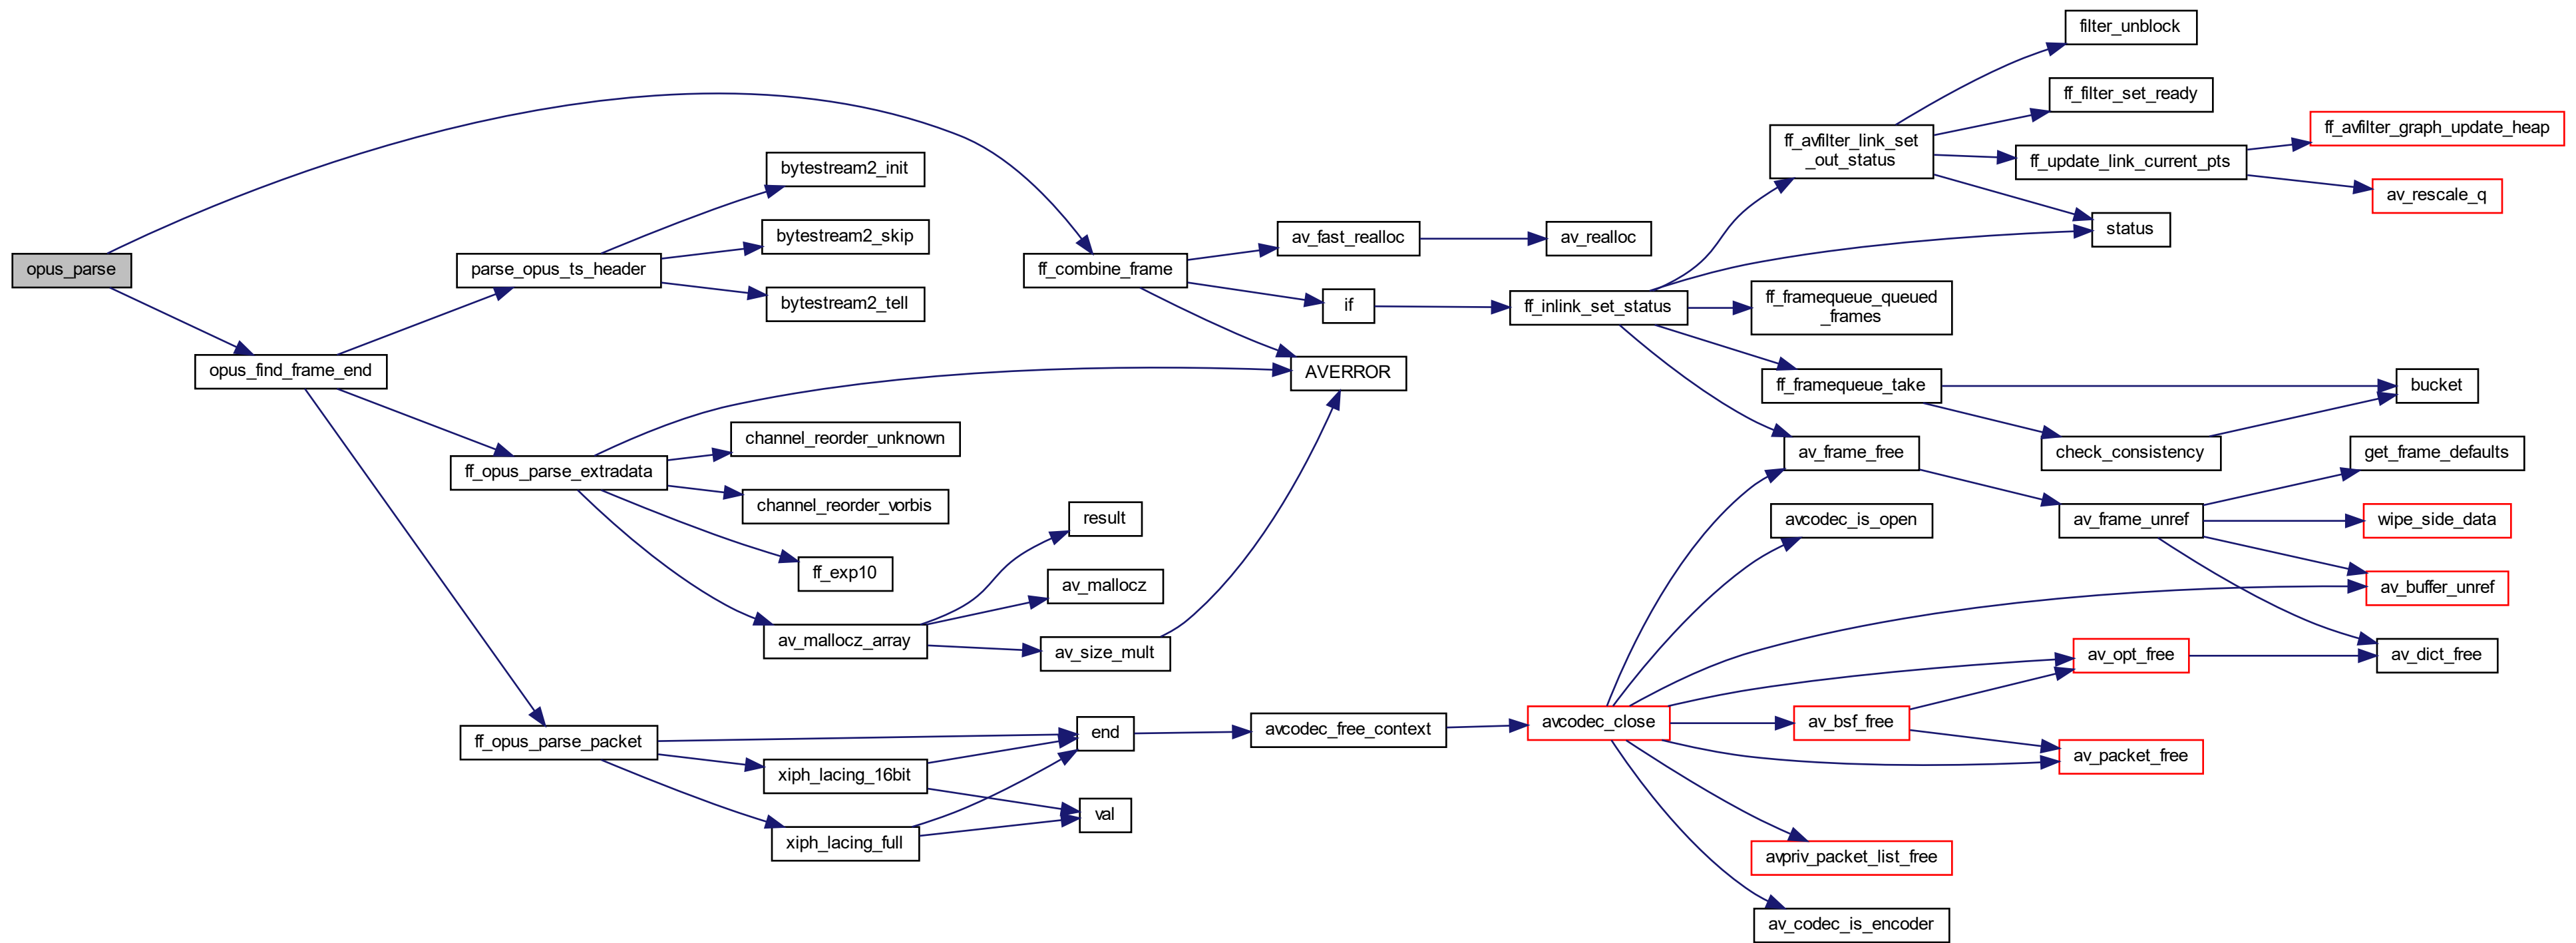 opus_parse
opus_find_frame_end
parse_opus_ts_header
bytestream2_init
bytestream2_skip
bytestream2_tell
ff_opus_parse_extradata
channel_reorder_unknown
channel_reorder_vorbis
ff_exp10
av_mallocz_array
result
av_mallocz
av_size_mult
ff_opus_parse_packet
xiph_lacing_16bit
xiph_lacing_full
end
val
ff_combine_frame
av_fast_realloc
av_realloc
if
AVERROR
avcodec_free_context
ff_inlink_set_status
ff_avfilter_link_set
_out_status
filter_unblock
ff_filter_set_ready
ff_update_link_current_pts
ff_avfilter_graph_update_heap
av_rescale_q
status
ff_framequeue_queued
_frames
ff_framequeue_take
bucket
check_consistency
av_frame_free
av_frame_unref
get_frame_defaults
wipe_side_data
av_buffer_unref
av_dict_free
avcodec_close
avcodec_is_open
av_opt_free
av_bsf_free
av_packet_free
avpriv_packet_list_free
av_codec_is_encoder